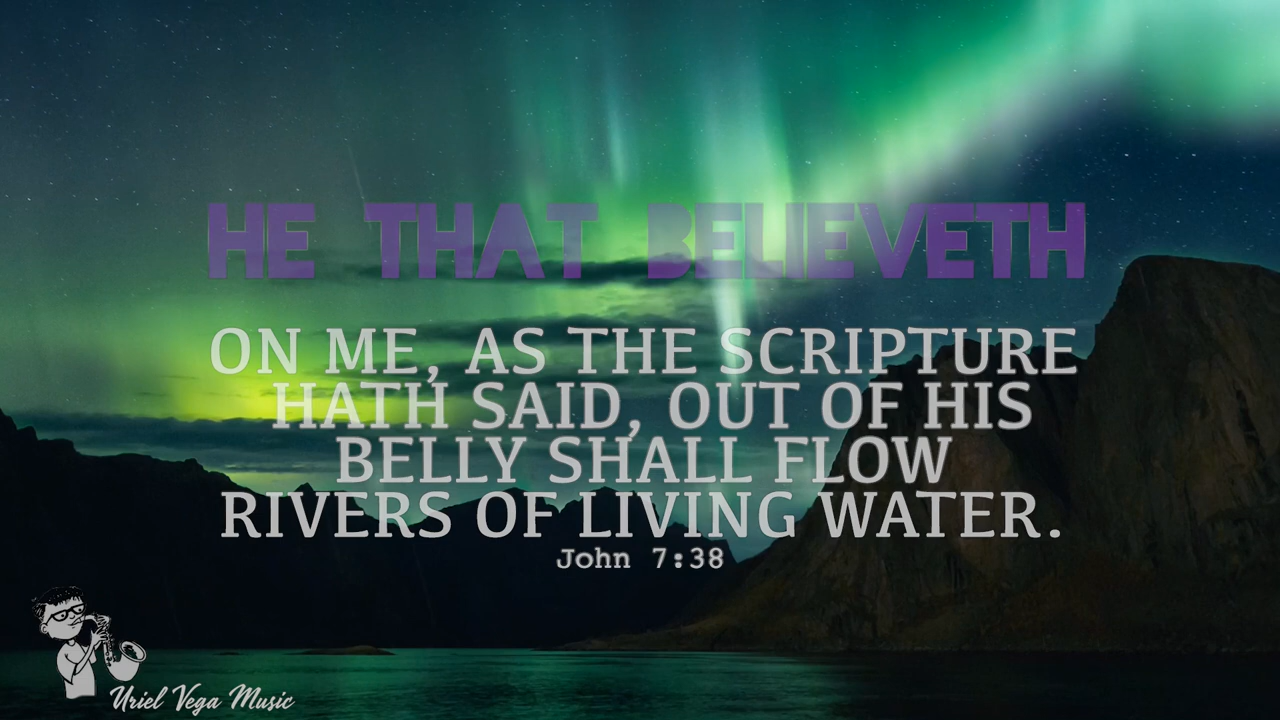 HE THAT BELIEVETH
ON ME, AS THE SCRIPTURE
HATH SAID, OUT OF HIS
BELLY SHALL FLOW
RIVERS OF LIVING WATER.
John 7:38
Uriel Vega Music